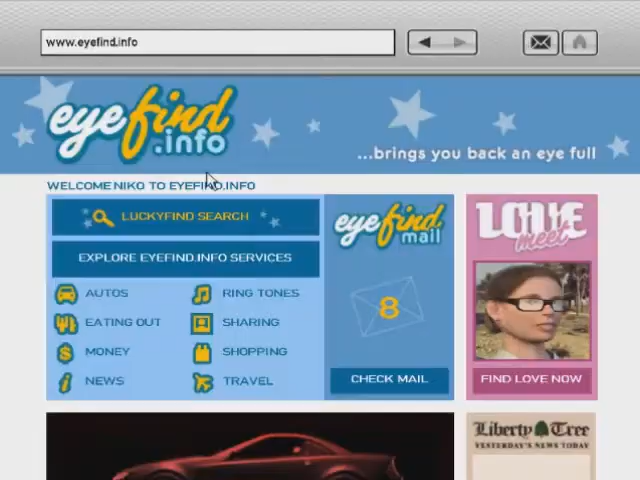 www.eyefind.info
eyefind
.info
...brings you back an eye full
WELCOME NIKO TO EYEFIND.INFO
LUCKYFIND SEARCH
EXPLORE EYEFIND.INFO SERVICES
AUTOS
RING TONES
EATING OUT
SHARING
MONEY
SHOPPING
NEWS
TRAVEL
eyefind
mail
8
CHECK MAIL
LOVE
meet
FIND LOVE NOW
Liberty Tree
YESTERDAY'S NEWS TODAY